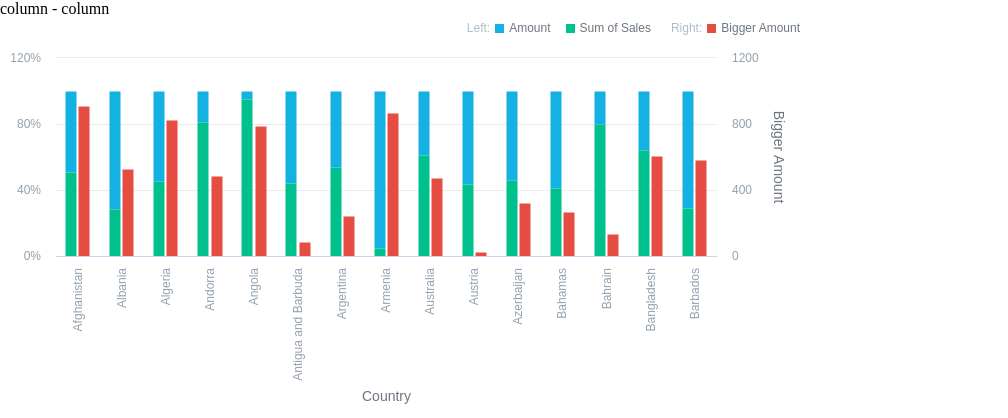 column - column
Left: Amount Sum of Sales Right: Bigger Amount
120% 1200
80% 800
40% 400
0% 0
Bigger Amount
Afghanistan
Albania
Algeria
Andorra
Angola
Antigua and Barbuda
Argentina
Armenia
Australia
Austria
Azerbaijan
Bahamas
Bahrain
Bangladesh
Barbados
Country